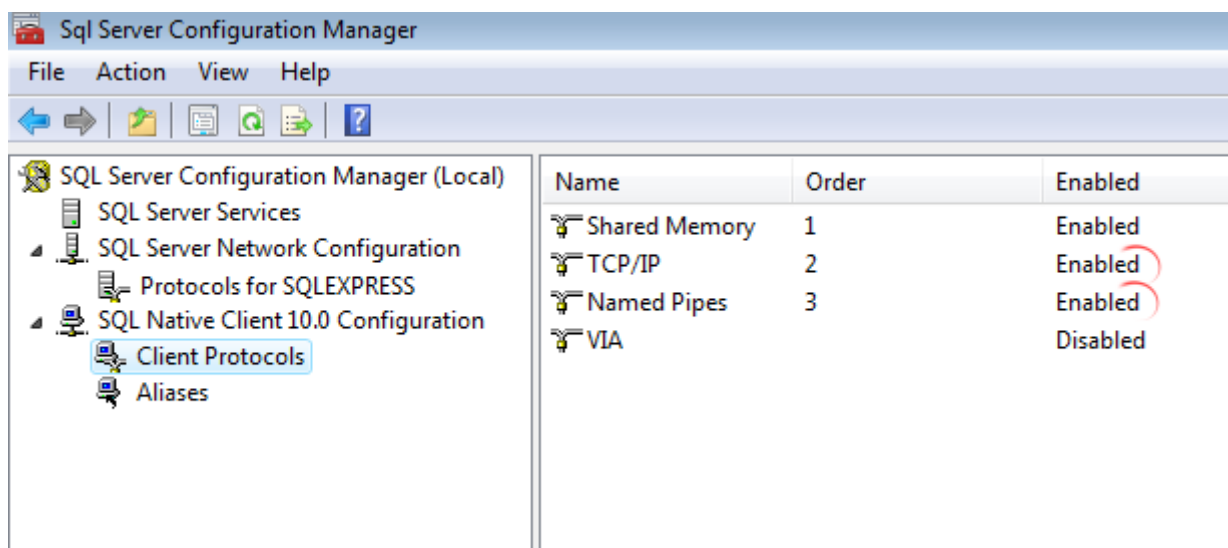 Sql Server Configuration Manager
File Action View Help
SQL Server Configuration Manager (Local)
SQL Server Services
SQL Server Network Configuration
Protocols for SQLEXPRESS
SQL Native Client 10.0 Configuration
Client Protocols
Aliases
Name Order Enabled
Shared Memory 1 Enabled
TCP/IP 2 Enabled
Named Pipes 3 Enabled
VIA Disabled